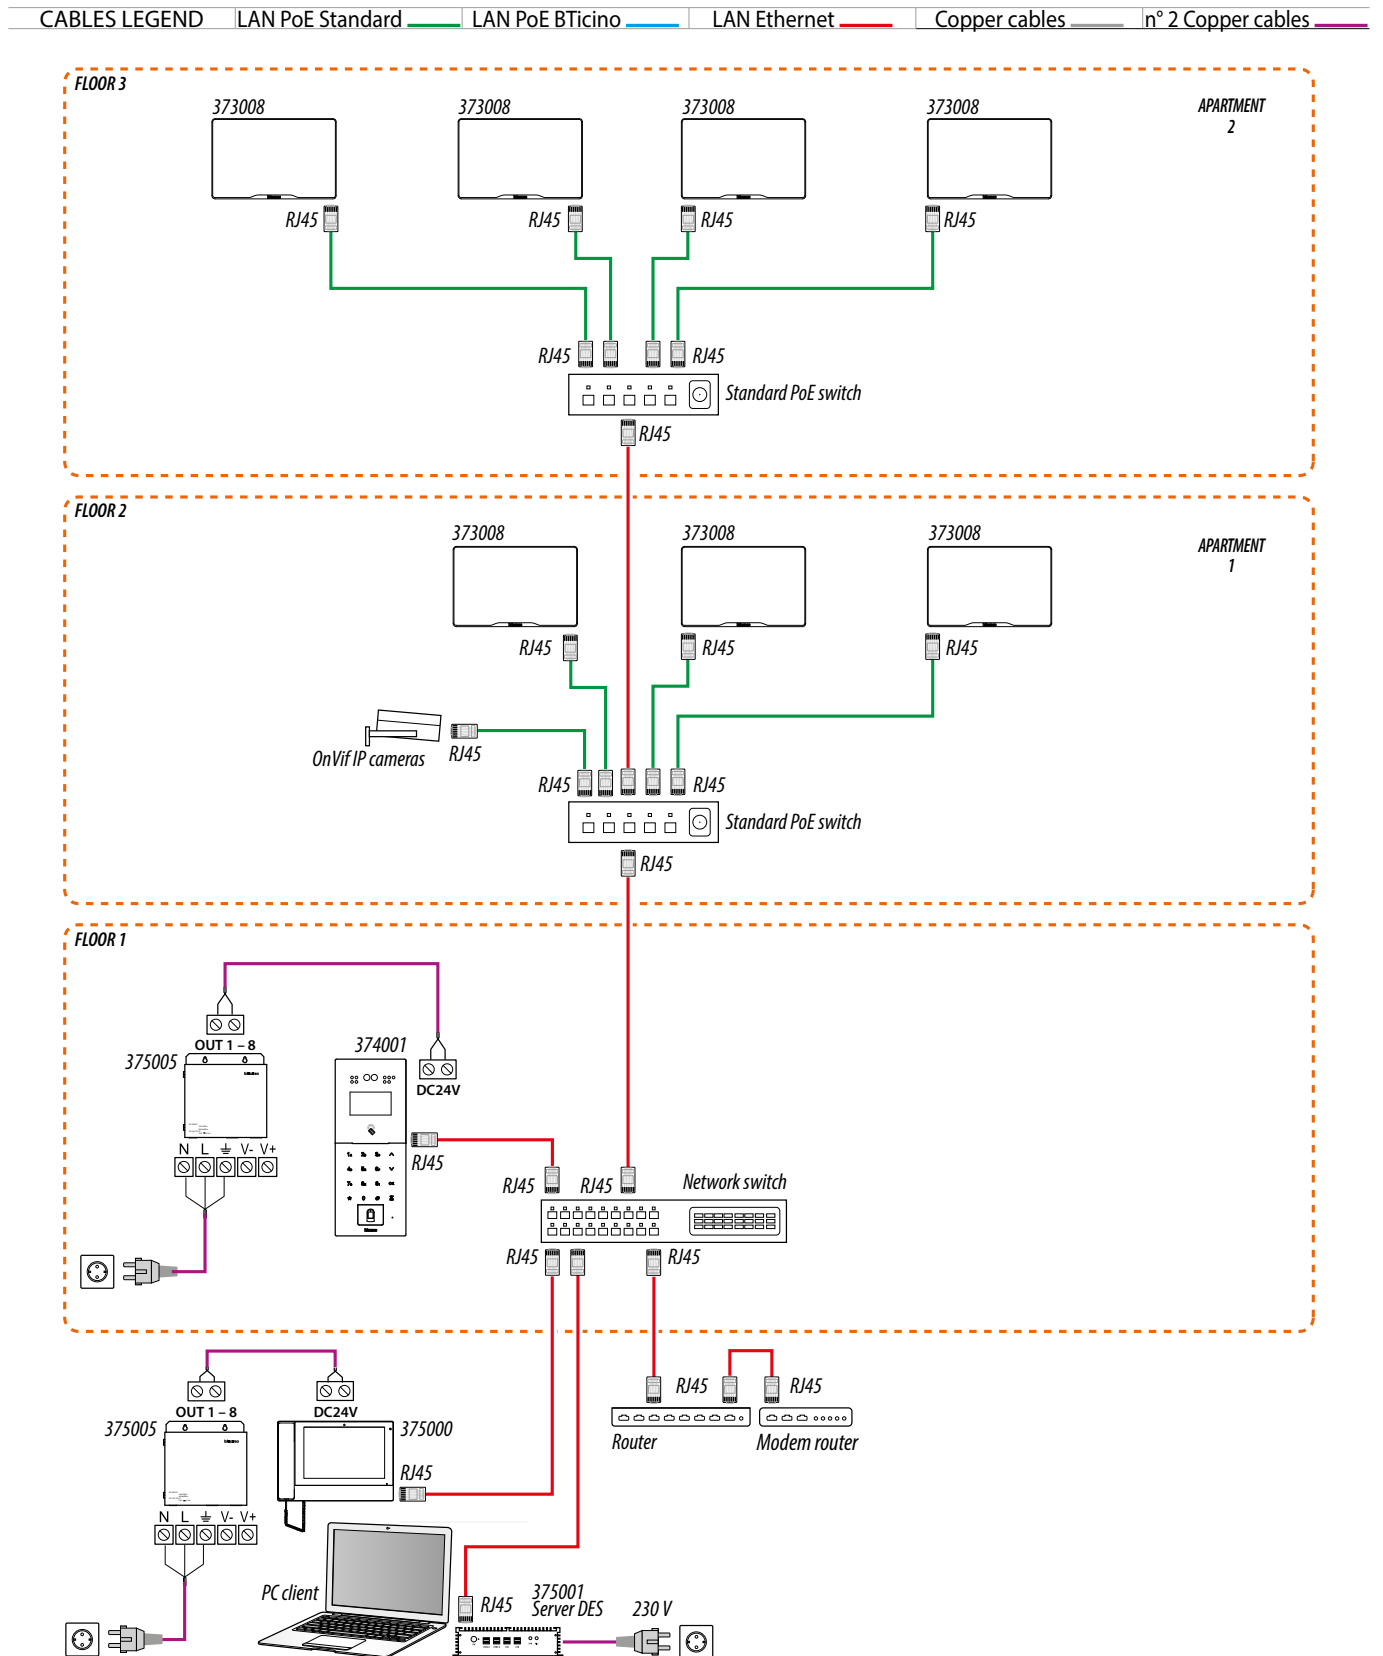 CABLES LEGEND LAN PoE Standard LAN PoE BTicino LAN Ethernet Copper cables n° 2 Copper cables
FLOOR 3
373008 373008 373008 373008
APARTMENT
2
RJ45 RJ45 RJ45 RJ45
RJ45 RJ45
Standard PoE switch
RJ45
FLOOR 2
373008 373008 373008
APARTMENT
1
RJ45 RJ45 RJ45
OnVif IP cameras RJ45
RJ45 RJ45
Standard PoE switch
RJ45
FLOOR 1
OUT 1 – 8
375005
374001
DC24V
N L V- V+
RJ45
RJ45 RJ45 Network switch
RJ45 RJ45
RJ45 RJ45
OUT 1 – 8 DC24V
375005 375000
Router Modem router
RJ45
N L V- V+
PC client
RJ45
375001
Server DES
230 V